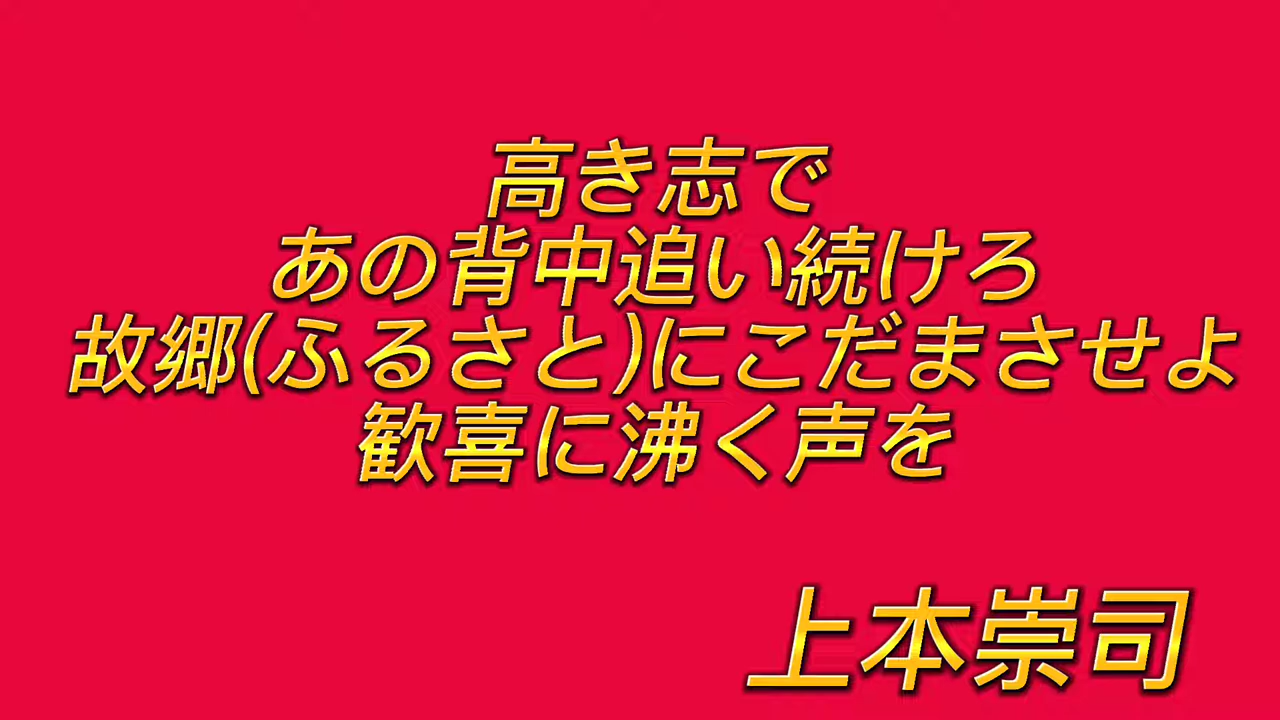 高き志で
あの背中追い続けろ
故郷(ふるさと)にこだまさせよ
歓喜に沸く声を
上本崇司